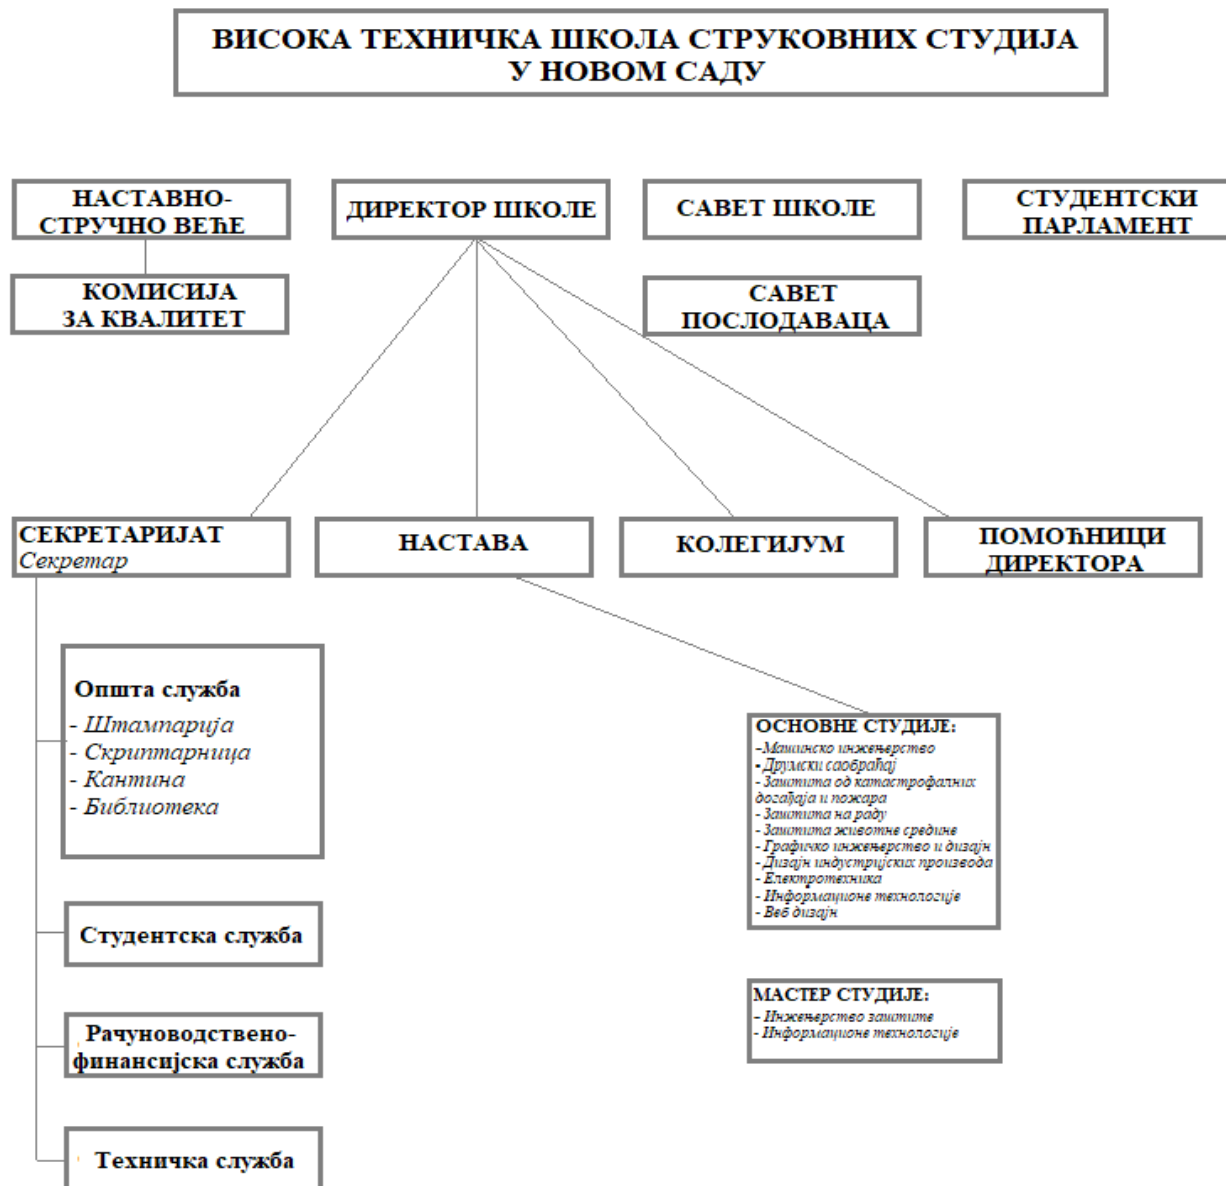 ВИСОКА ТЕХНИЧКА ШКОЛА СТРУКОВНИХ СТУДИЈА
У НОВОМ САДУ
НАСТАВНО-
СТРУЧНО ВЕЋЕ
ДИРЕКТОР ШКОЛЕ
САВЕТ ШКОЛЕ
СТУДЕНТСКИ
ПАРЛАМЕНТ
КОМИСИЈА
ЗА КВАЛИТЕТ
САВЕТ
ПОСЛОДАВАЦА
СЕКРЕТАРИЈАТ
Секретар
НАСТАВА
КОЛЕГИЈУМ
ПОМОЋНИЦИ
ДИРЕКТОРА
Општа служба
- Штампарија
- Скриптарница
- Кантина
- Библиотека
Студентска служба
Рачуноводствено-
финансијска служба
Техничка служба
ОСНОВНЕ СТУДИЈЕ:
- Машинско инжењерство
- Друмски саобраћај
- Заштита од катастрофалних
догађаја и пожара
- Заштита на раду
- Заштита животне средине
- Графичко инжењерство и дизајн
- Дизајн индустријских производа
- Електротехника
- Информационе технологије
- Веб дизајн
МАСТЕР СТУДИЈЕ:
- Инжењерство заштите
- Информационе технологије